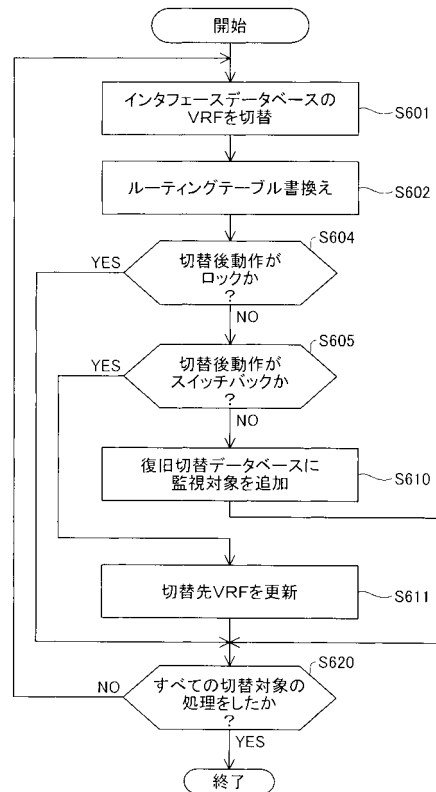 開始
インタフェースデータベースの
VRFを切替
S601
ルーティングテーブル書換え
S602
S604
YES
切替後動作が
ロックか
?
NO
S605
YES
切替後動作が
スイッチバックか
?
NO
復旧切替データベースに
監視対象を追加
S610
切替先VRFを更新
S611
S620
NO
すべての切替対象の
処理をしたか
?
YES
終了